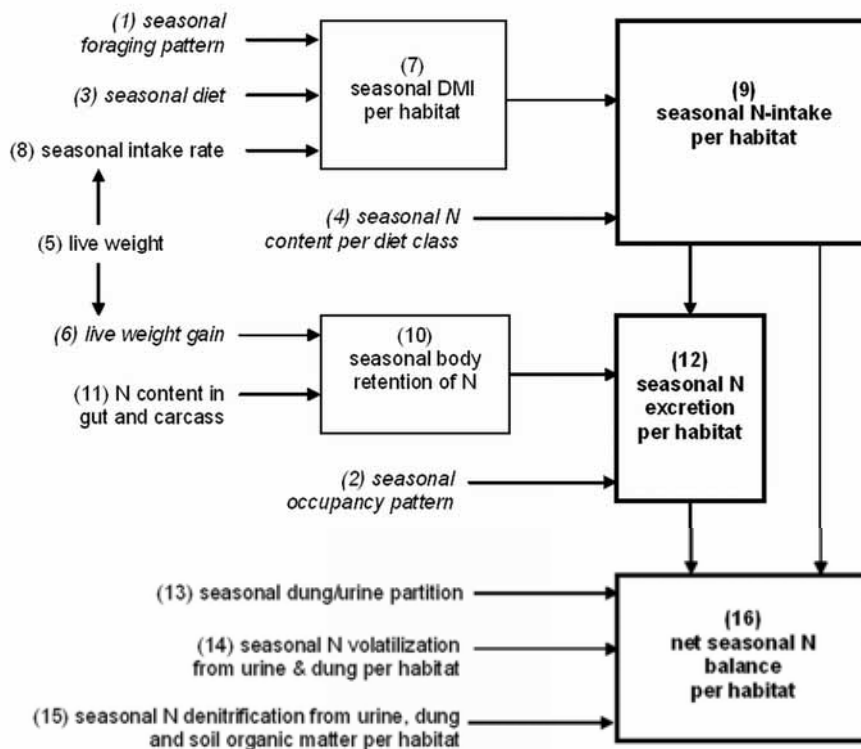 (1) seasonal
foraging pattern
(3) seasonal diet
(8) seasonal intake rate
(7)
seasonal DMI
per habitat
(9)
seasonal N-intake
per habitat
(4) seasonal N
content per diet class
(5) live weight
(6) live weight gain
(11) N content in
gut and carcass
(10)
seasonal body
retention of N
(12)
seasonal N
excretion
per habitat
(2) seasonal
occupancy pattern
(13) seasonal dung/urine partition
(14) seasonal N volatilization
from urine & dung per habitat
(15) seasonal N denitrification from urine, dung
and soil organic matter per habitat
(16)
net seasonal N
balance
per habitat